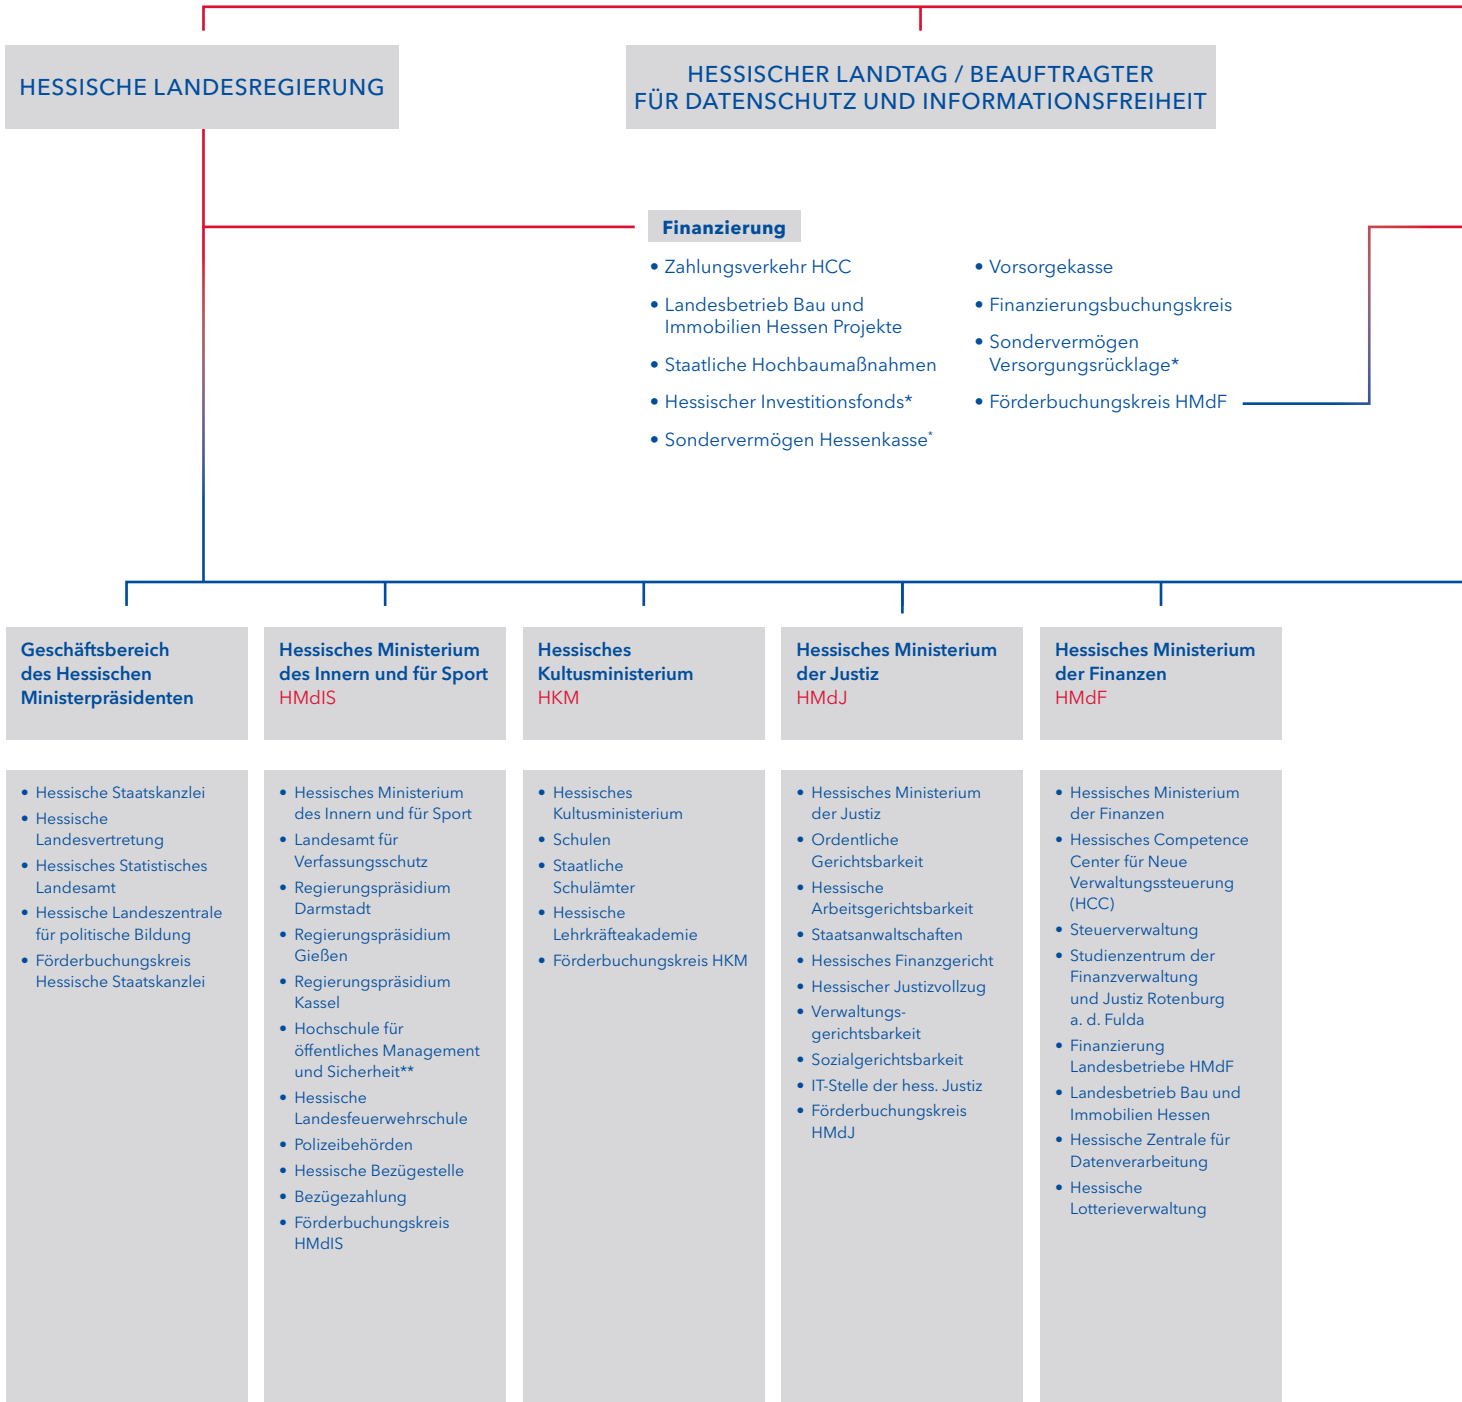 HESSISCHE LANDESREGIERUNG
HESSISCHER LANDTAG / BEAUFTRAGTER
FÜR DATENSCHUTZ UND INFORMATIONSFREIHEIT
Finanzierung
• Zahlungsverkehr HCC
• Landesbetrieb Bau und
Immobilien Hessen Projekte
• Staatliche Hochbaumaßnahmen
• Hessischer Investitionsfonds*
• Sondervermögen Hessenkasse*
• Vorsorgekasse
• Finanzierungsbuchungskreis
• Sondervermögen
Versorgungsrücklage*
• Förderbuchungskreis HMdF
Geschäftsbereich
des Hessischen
Ministerpräsidenten
• Hessische Staatskanzlei
• Hessische
Landesvertretung
• Hessisches Statistisches
Landesamt
• Hessische Landeszentrale
für politische Bildung
• Förderbuchungskreis
Hessische Staatskanzlei
Hessisches Ministerium
des Innern und für Sport
HMdIS
• Hessisches Ministerium
des Innern und für Sport
• Landesamt für
Verfassungsschutz
• Regierungspräsidium
Darmstadt
• Regierungspräsidium
Gießen
• Regierungspräsidium
Kassel
• Hochschule für
öffentliches Management
und Sicherheit**
• Hessische
Landesfeuerwehrschule
• Polizeibehörden
• Hessische Bezügestelle
• Bezügezahlung
• Förderbuchungskreis
HMdIS
Hessisches
Kultusministerium
HKM
• Hessisches
Kultusministerium
• Schulen
• Staatliche
Schulämter
• Hessische
Lehrkräfteakademie
• Förderbuchungskreis HKM
Hessisches Ministerium
der Justiz
HMdJ
• Hessisches Ministerium
der Justiz
• Ordentliche
Gerichtsbarkeit
• Hessische
Arbeitsgerichtsbarkeit
• Staatsanwaltschaften
• Hessisches Finanzgericht
• Hessischer Justizvollzug
• Verwaltungs-
gerichtsbarkeit
• Sozialgerichtsbarkeit
• IT-Stelle der hess. Justiz
• Förderbuchungskreis
HMdJ
Hessisches Ministerium
der Finanzen
HMdF
• Hessisches Ministerium
der Finanzen
• Hessisches Competence
Center für Neue
Verwaltungssteuerung
(HCC)
• Steuerverwaltung
• Studienzentrum der
Finanzverwaltung
und Justiz Rotenburg
a. d. Fulda
• Finanzierung
Landesbetriebe HMdF
• Landesbetrieb Bau und
Immobilien Hessen
• Hessische Zentrale für
Datenverarbeitung
• Hessische
Lotterieverwaltung